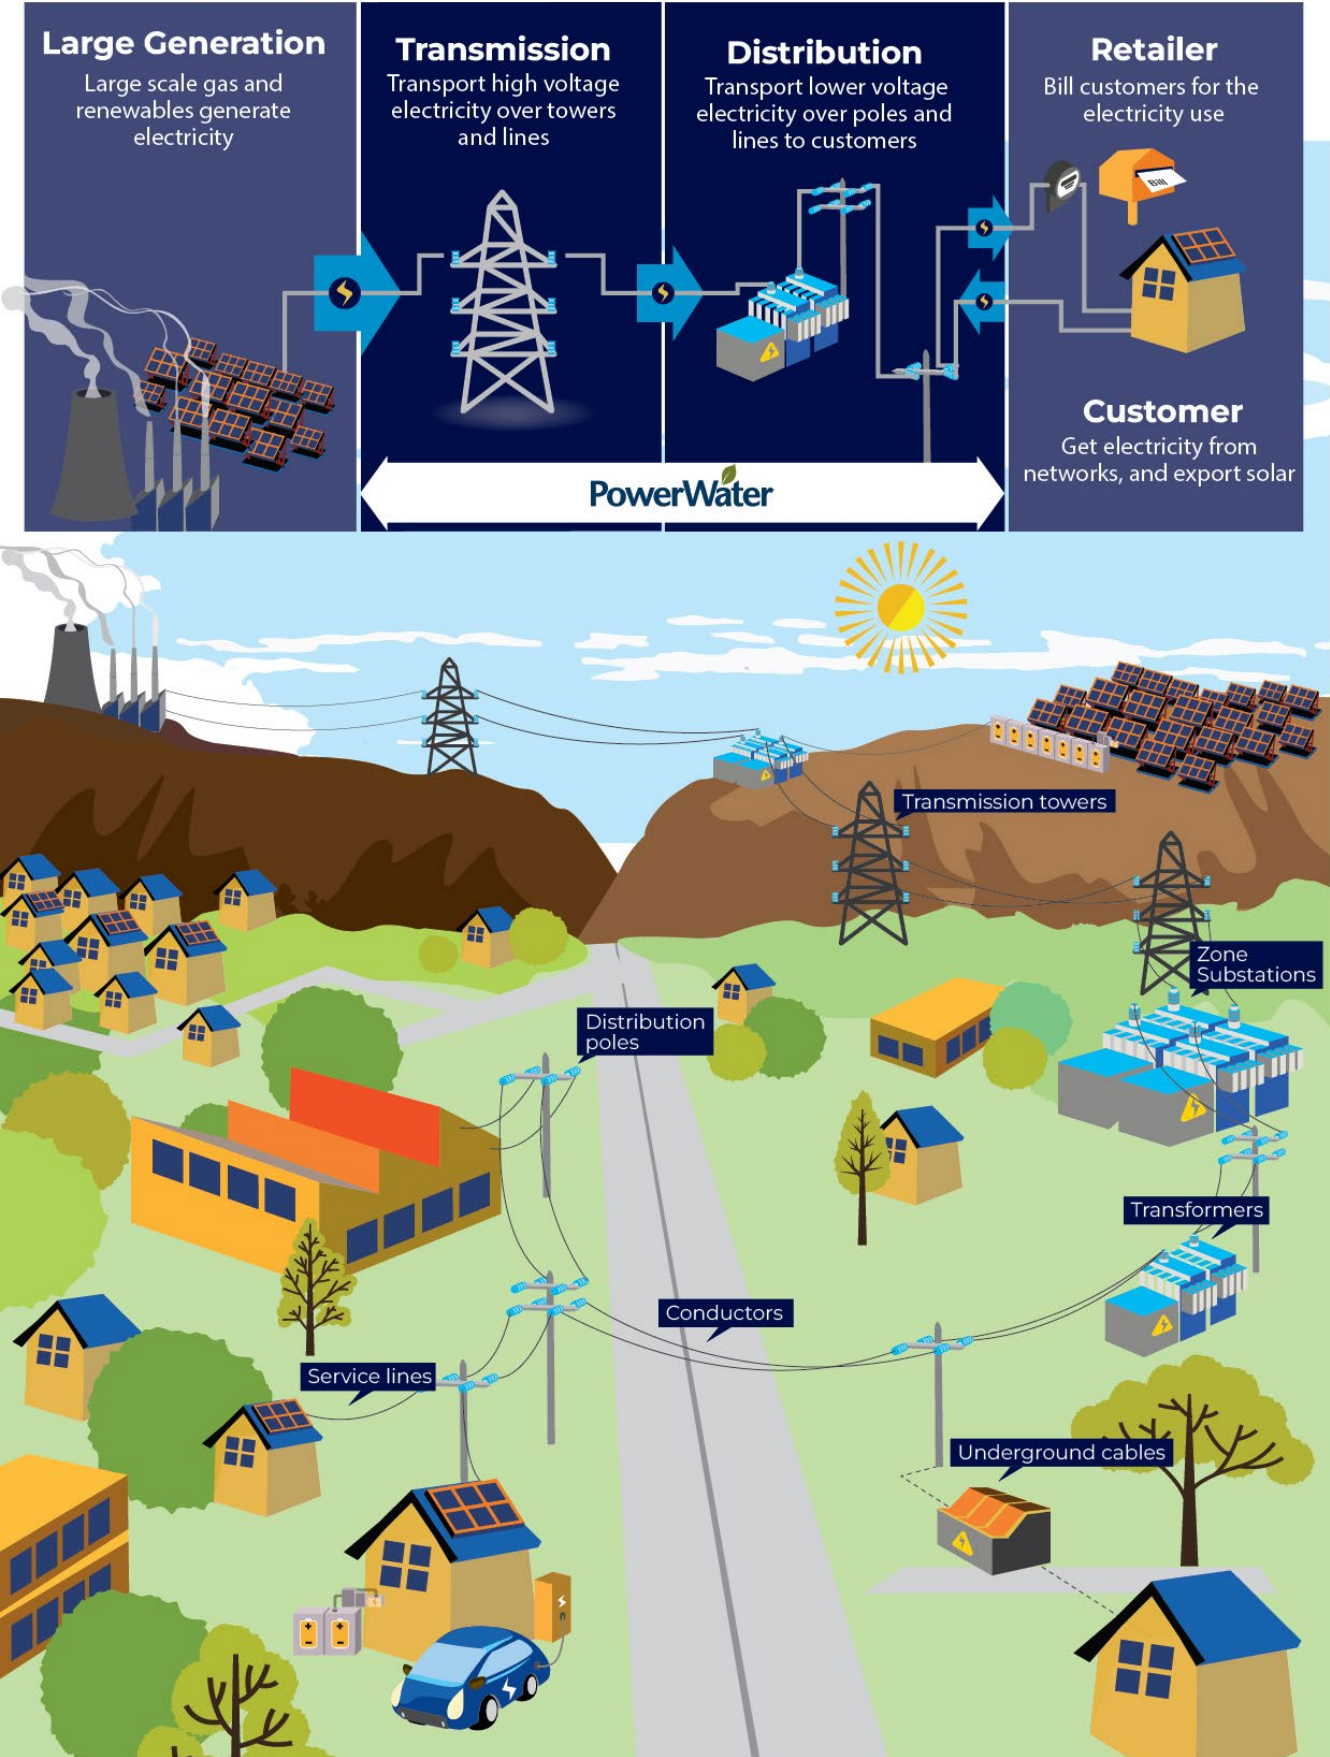 Large Generation
Large scale gas and
renewables generate
electricity
Transmission
Transport high voltage
electricity over towers
and lines
Distribution
Transport lower voltage
electricity over poles and
lines to customers
Retailer
Bill customers for the
electricity use
Bill
Customer
Get electricity from
networks, and export solar
PowerWater
Transmission towers
Zone
Substations
Distribution
poles
Transformers
Conductors
Service lines
Underground cables